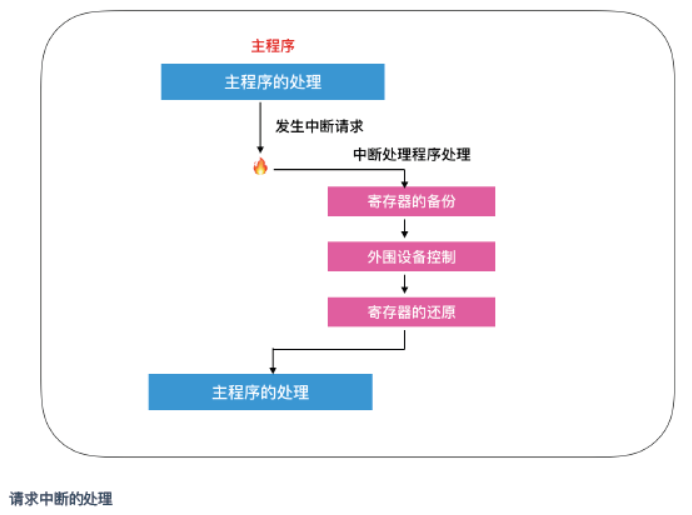 主程序
主程序的处理
发生中断请求
中断处理程序处理
寄存器的备份
外围设备控制
寄存器的还原
主程序的处理
请求中断的处理